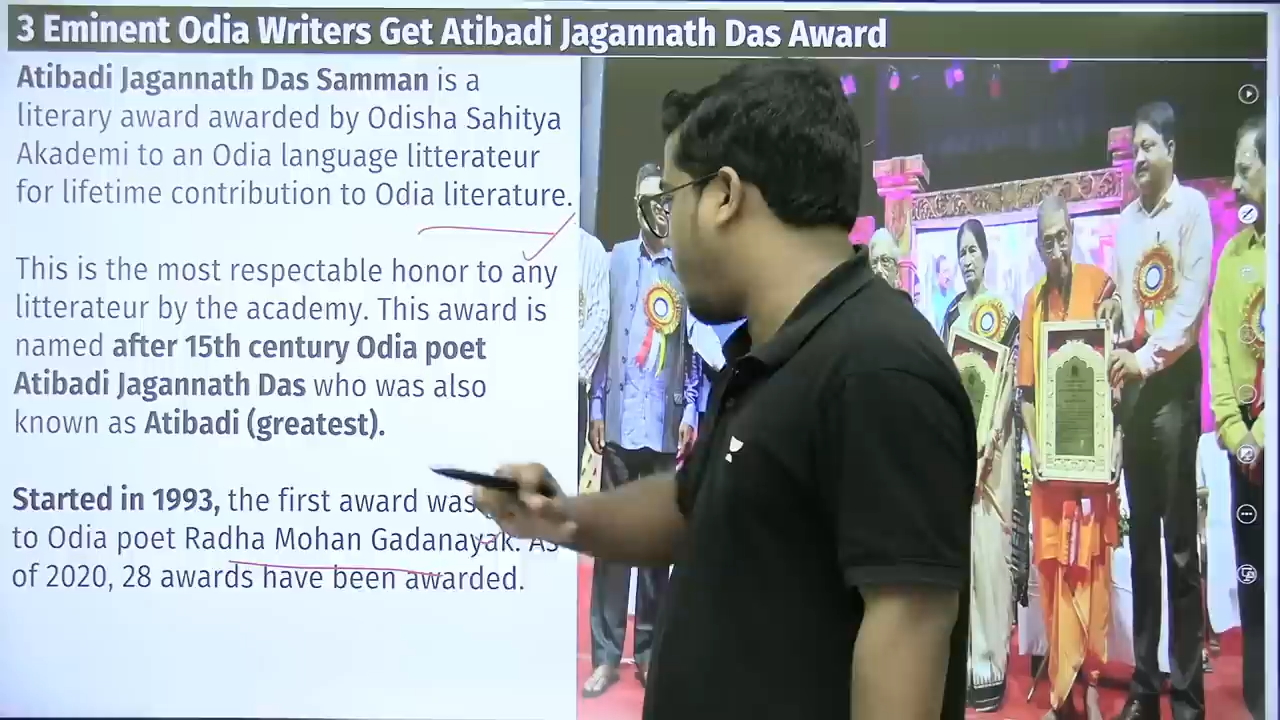 3 Eminent Odia Writers Get Atibadi Jagannath Das Award
Atibadi Jagannath Das Samman is a
literary award awarded by Odisha Sahitya
Akademi to an Odia language litterateur
for lifetime contribution to Odia literature.
This is the most respectable honor to any
litterateur by the academy. This award is
named after 15th century Odia poet
Atibadi Jagannath Das who was also
known as Atibadi (greatest).
Started in 1993, the first award was
to Odia poet Radha Mohan Gadanayak. As
of 2020, 28 awards have been awarded.